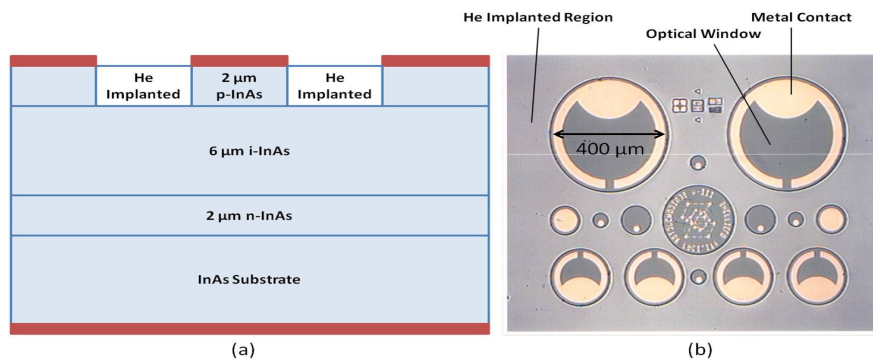 He
Implanted
2 µm
p-InAs
He
Implanted
6 µm i-InAs
2 µm n-InAs
InAs Substrate
(a)
He Implanted Region
Metal Contact
Optical Window
400 µm
(b)